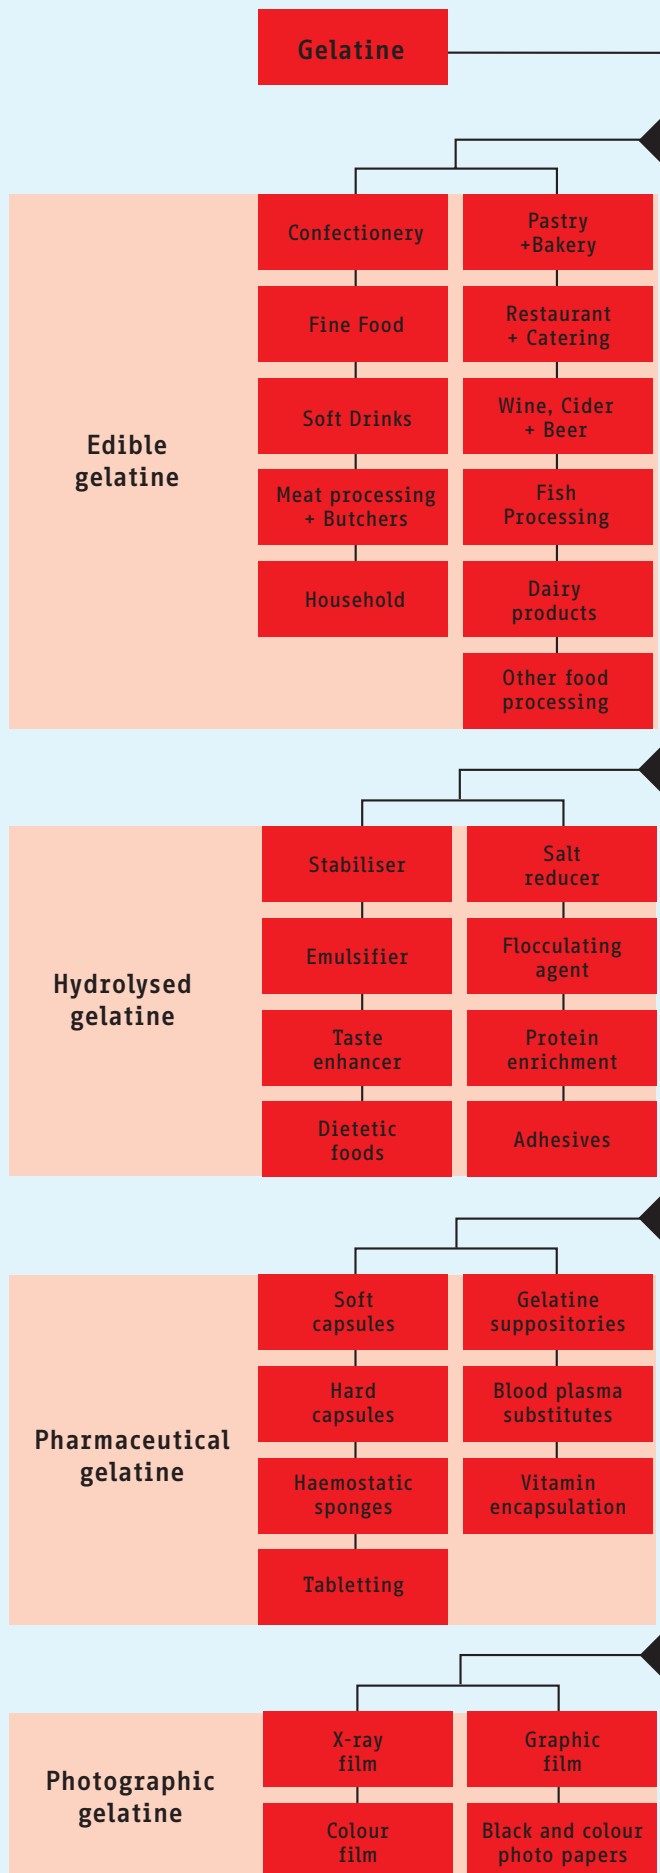 Gelatine
Edible
gelatine
Confectionery
Pastry
+Bakery
Fine Food
Restaurant
+ Catering
Soft Drinks
Wine, Cider
+ Beer
Meat processing
+ Butchers
Fish
Processing
Household
Dairy
products
Other food
processing
Hydrolysed
gelatine
Stabiliser
Salt
reducer
Emulsifier
Flocculating
agent
Taste
enhancer
Protein
enrichment
Dietetic
foods
Adhesives
Pharmaceutical
gelatine
Soft
capsules
Gelatine
suppositories
Hard
capsules
Blood plasma
substitutes
Haemostatic
sponges
Vitamin
encapsulation
Tabletting
Photographic
gelatine
X-ray
film
Graphic
film
Colour
film
Black and colour
photo papers